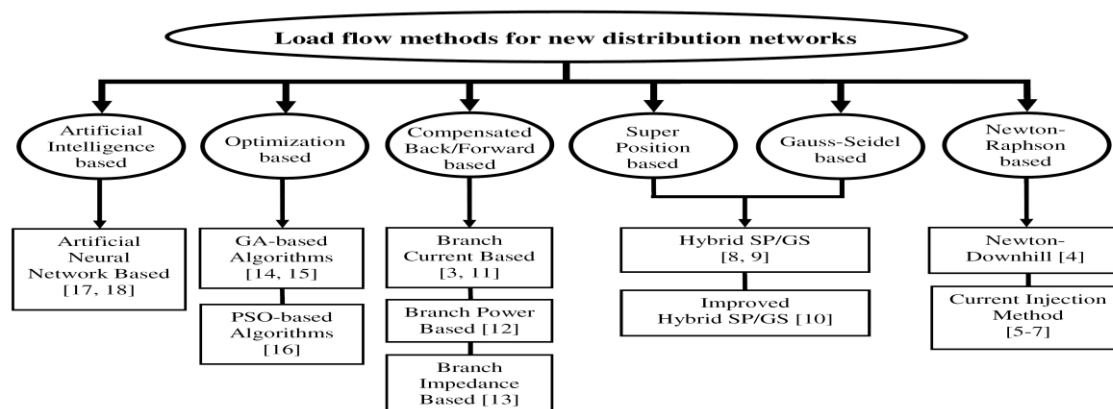 Load flow methods for new distribution networks
Artificial
Intelligence
based
Optimization
based
Compensated
Back/Forward
based
Super
Position
based
Gauss-Seidel
based
Newton-
Raphson
based
Artificial
Neural
Network Based
[17, 18]
GA-based
Algorithms
[14, 15]
PSO-based
Algorithms
[16]
Branch
Current Based
[3, 11]
Branch Power
Based [12]
Branch
Impedance
Based [13]
Hybrid SP/GS
[8, 9]
Improved
Hybrid SP/GS [10]
Newton-
Downhill [4]
Current Injection
Method
[5-7]